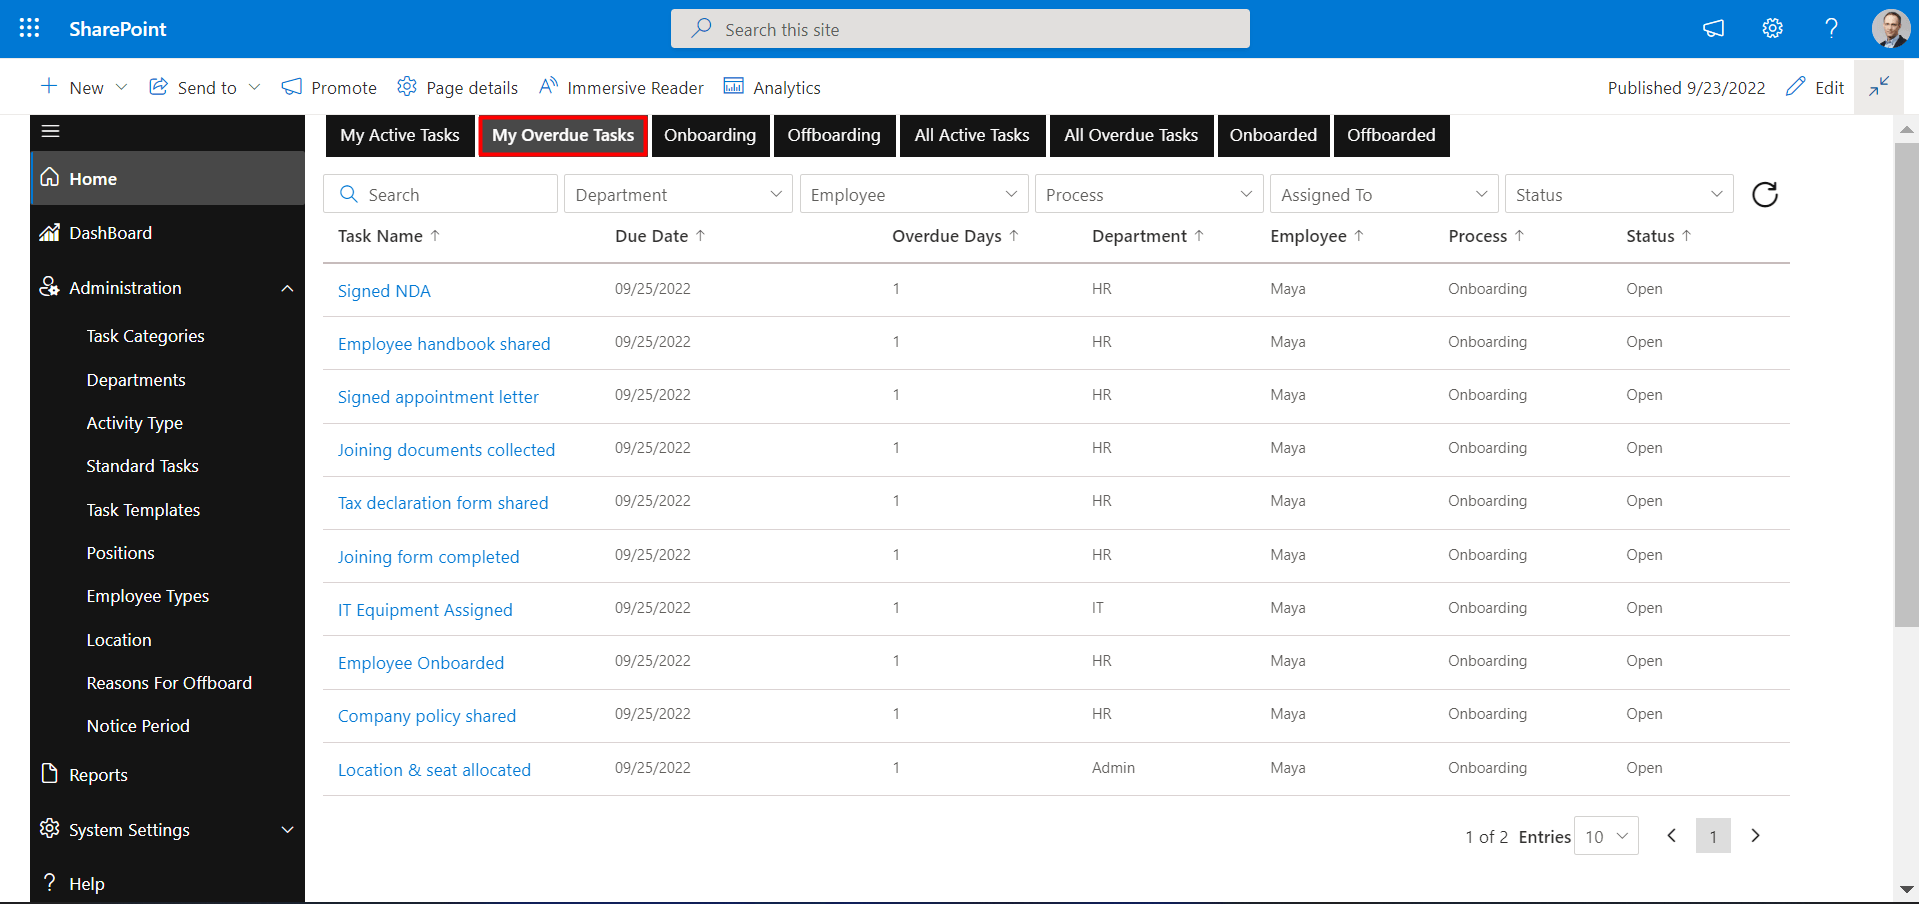 SharePoint
Search this site
?
New Send to Promote Page details Immersive Reader Analytics Published 9/23/2022 Edit
My Active Tasks My Overdue Tasks Onboarding Offboarding All Active Tasks All Overdue Tasks Onboarded Offboarded
Home
DashBoard
Administration
Task Categories
Departments
Activity Type
Standard Tasks
Task Templates
Positions
Employee Types
Location
Reasons For Offboard
Notice Period
Reports
System Settings
? Help
Search Department Employee Process Assigned To Status
Task Name ↑ Due Date ↑ Overdue Days ↑ Department ↑ Employee ↑ Process ↑ Status ↑
Signed NDA 09/25/2022 1 HR Maya Onboarding Open
Employee handbook shared 09/25/2022 1 HR Maya Onboarding Open
Signed appointment letter 09/25/2022 1 HR Maya Onboarding Open
Joining documents collected 09/25/2022 1 HR Maya Onboarding Open
Tax declaration form shared 09/25/2022 1 HR Maya Onboarding Open
Joining form completed 09/25/2022 1 HR Maya Onboarding Open
IT Equipment Assigned 09/25/2022 1 IT Maya Onboarding Open
Employee Onboarded 09/25/2022 1 HR Maya Onboarding Open
Company policy shared 09/25/2022 1 HR Maya Onboarding Open
Location & seat allocated 09/25/2022 1 Admin Maya Onboarding Open
1 of 2 Entries 10 < 1 >